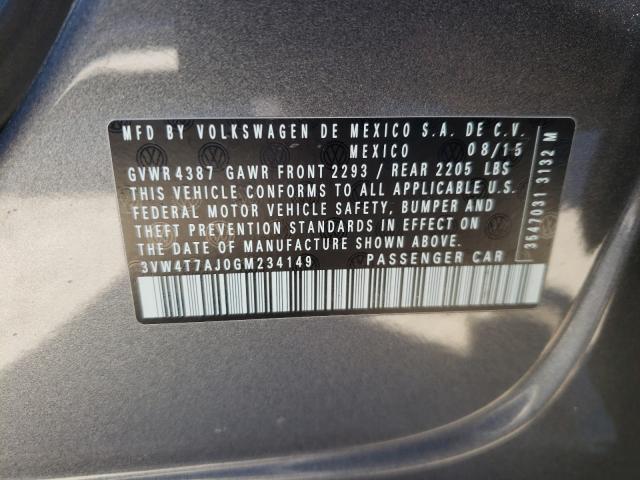 MFD BY VOLKSWAGEN DE MEXICO S.A. DE C.V.
MEXICO 08/15
GVWR 4387 GAWR FRONT 2293 / REAR 2205 LBS
THIS VEHICLE CONFORMS TO ALL APPLICABLE U.S.
FEDERAL MOTOR VEHICLE SAFETY, BUMPER AND
THEFT PREVENTION STANDARDS IN EFFECT ON
THE DATE OF MANUFACTURE SHOWN ABOVE.
3VW4T7AJ0GM234149 PASSENGER CAR
3547031 3132 M